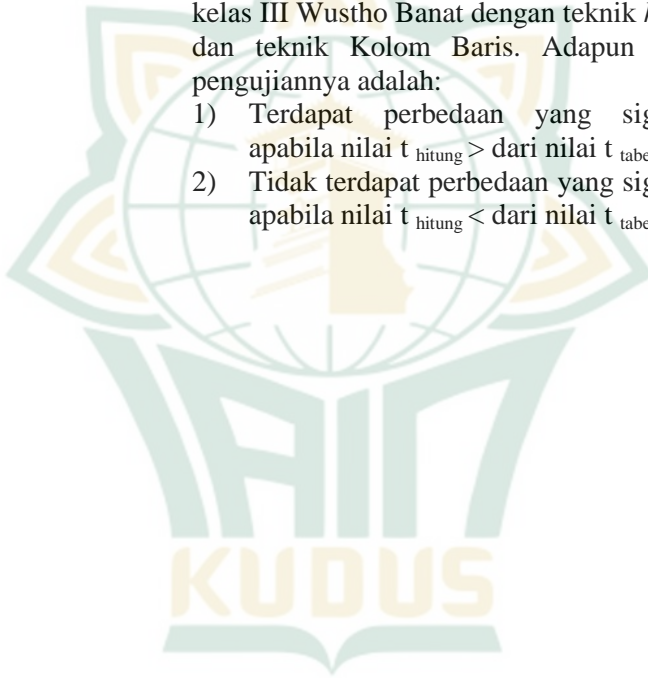 kelas III Wustho Banat dengan teknik
dan teknik Kolom Baris. Adapun
pengujiannya adalah:
1) Terdapat perbedaan yang
apabila nilai t hitung > dari nilai t
2) Tidak terdapat perbedaan yang
apabila nilai t hitung < dari nilai t
IAIN
KUDUS